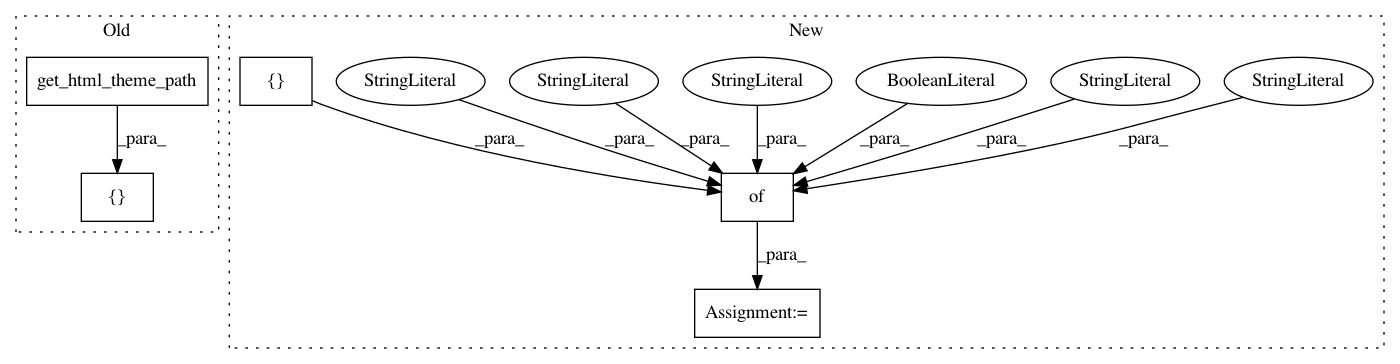 Old
New
get_html_theme_path
{}
StringLiteral
StringLiteral
StringLiteral
BooleanLiteral
StringLiteral
StringLiteral
_para_
_para_
_para_
_para_
_para_
_para_
_para_
_para_
{}
of
_para_
Assignment:=